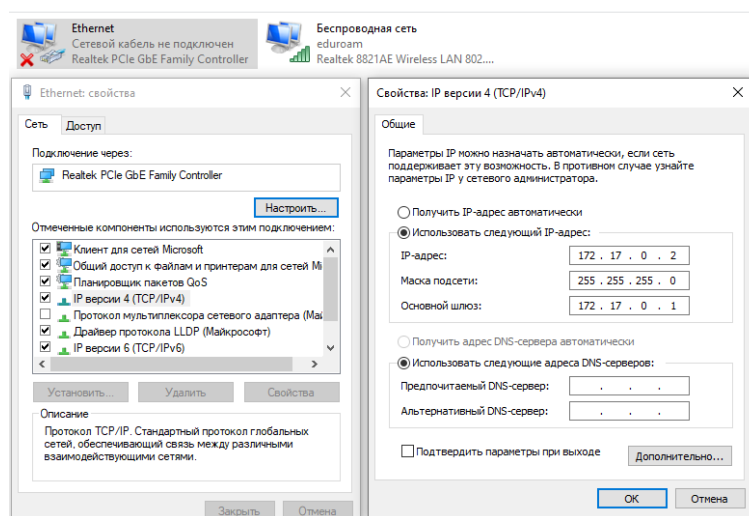 Ethernet
Сетевой кабель не подключен
Realtek PCIe GbE Family Controller
Беспроводная сеть
eduroam
Realtek 8821AE Wireless LAN 802....
Ethernet: свойства
Сеть
Доступ
Подключение через:
Realtek PCIe GbE Family Controller
Настроить...
Отмеченные компоненты используются этим подключением:
Клиент для сетей Microsoft
Общий доступ к файлам и принтерам для сетей Mi
Планировщик пакетов QoS
IP версии 4 (TCP/IPv4)
Протокол мультиплексора сетевого адаптера (Май
Драйвер протокола LLDP (Майкрософт)
IP версии 6 (TCP/IPv6)
Установить...
Удалить
Свойства
Описание
Протокол TCP/IP. Стандартный протокол глобальных
сетей, обеспечивающий связь между различными
взаимодействующими сетями.
Закрыть
Отмена
Свойства: IP версии 4 (TCP/IPv4)
Общие
Параметры IP можно назначать автоматически, если сеть
поддерживает эту возможность. В противном случае узнайте
параметры IP у сетевого администратора.
Получить IP-адрес автоматически
Использовать следующий IP-адрес:
IP-адрес:
172 . 17 . 0 . 2
Маска подсети:
255 . 255 . 255 . 0
Основной шлюз:
172 . 17 . 0 . 1
Получить адрес DNS-сервера автоматически
Использовать следующие адреса DNS-серверов:
Предпочитаемый DNS-сервер:
. . .
Альтернативный DNS-сервер:
. . .
Подтвердить параметры при выходе
Дополнительно...
OK
Отмена